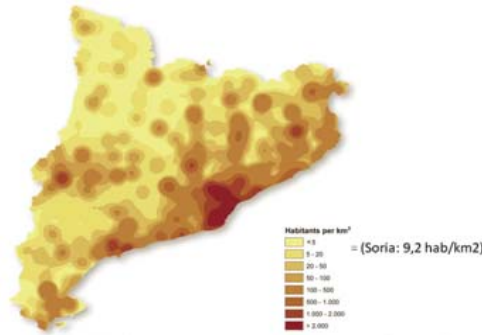 Habitants per km²
< 5
5 - 20 = (Soria: 9,2 hab/km2)
20 - 50
50 - 100
100 - 500
500 - 1.000
1.000 - 2.000
> 2.000